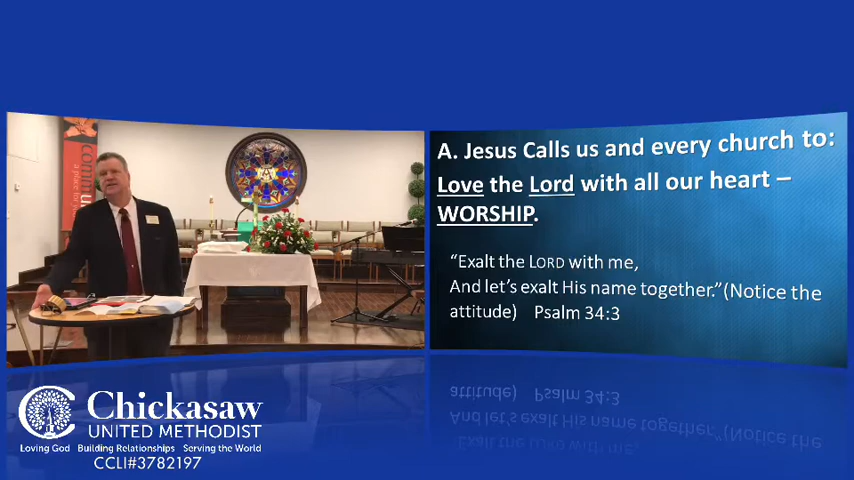 A. Jesus Calls us and every church to:
Love the Lord with all our heart –
WORSHIP.
“Exalt the LORD with me,
And let’s exalt His name together.”(Notice the
attitude) Psalm 34:3
Chickasaw
UNITED METHODIST
Loving God Building Relationships Serving the World
CCLI#3782197